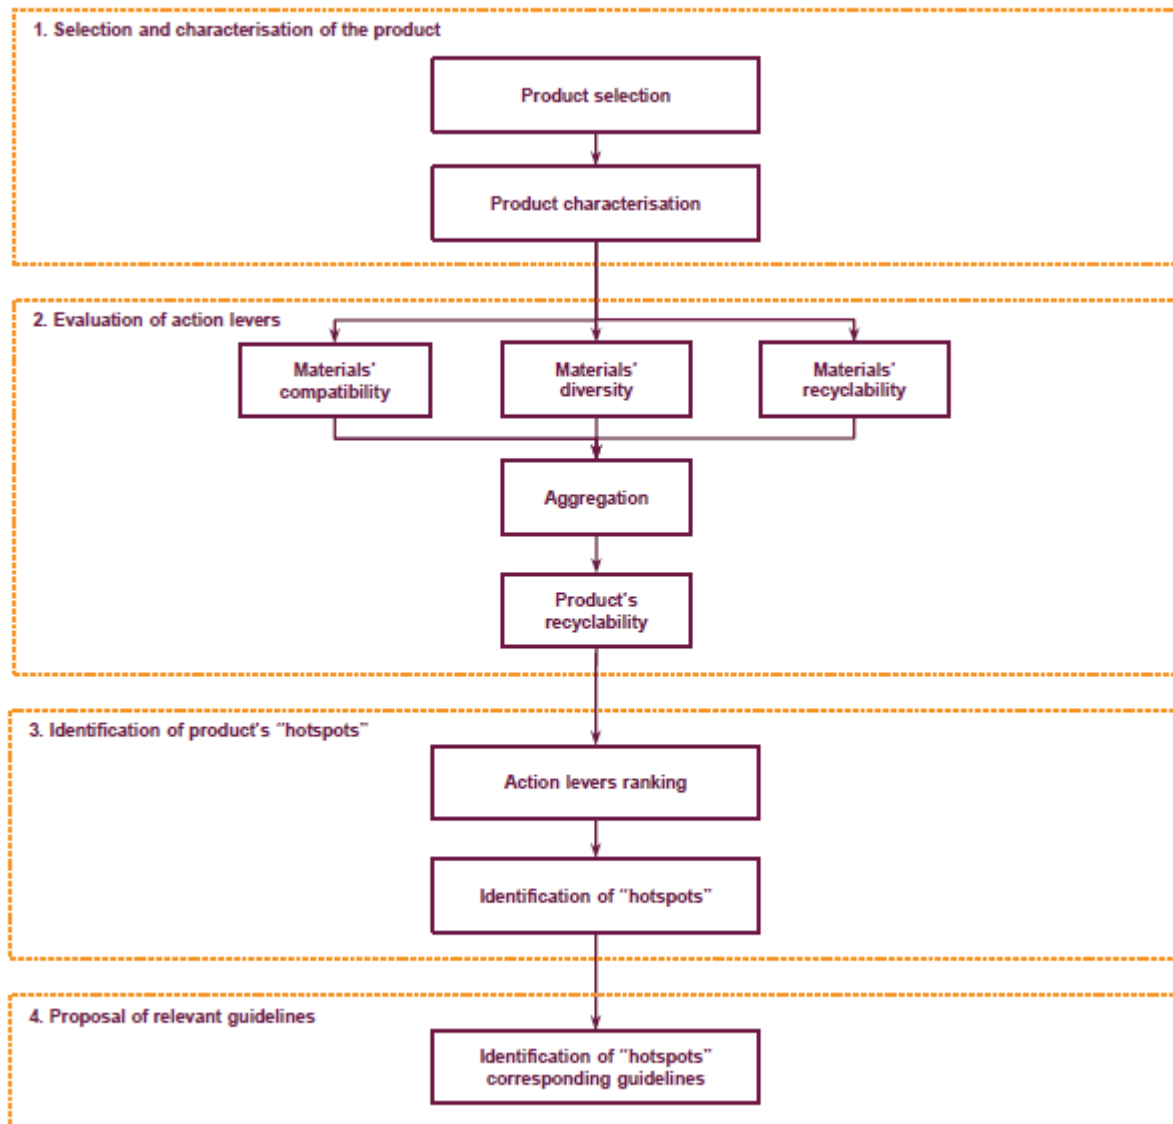 1. Selection and characterisation of the product
Product selection
Product characterisation
2. Evaluation of action levers
Materials'
compatibility
Materials'
diversity
Materials'
recyclability
Aggregation
Product's
recyclability
3. Identification of product's "hotspots"
Action levers ranking
Identification of "hotspots"
4. Proposal of relevant guidelines
Identification of "hotspots"
corresponding guidelines